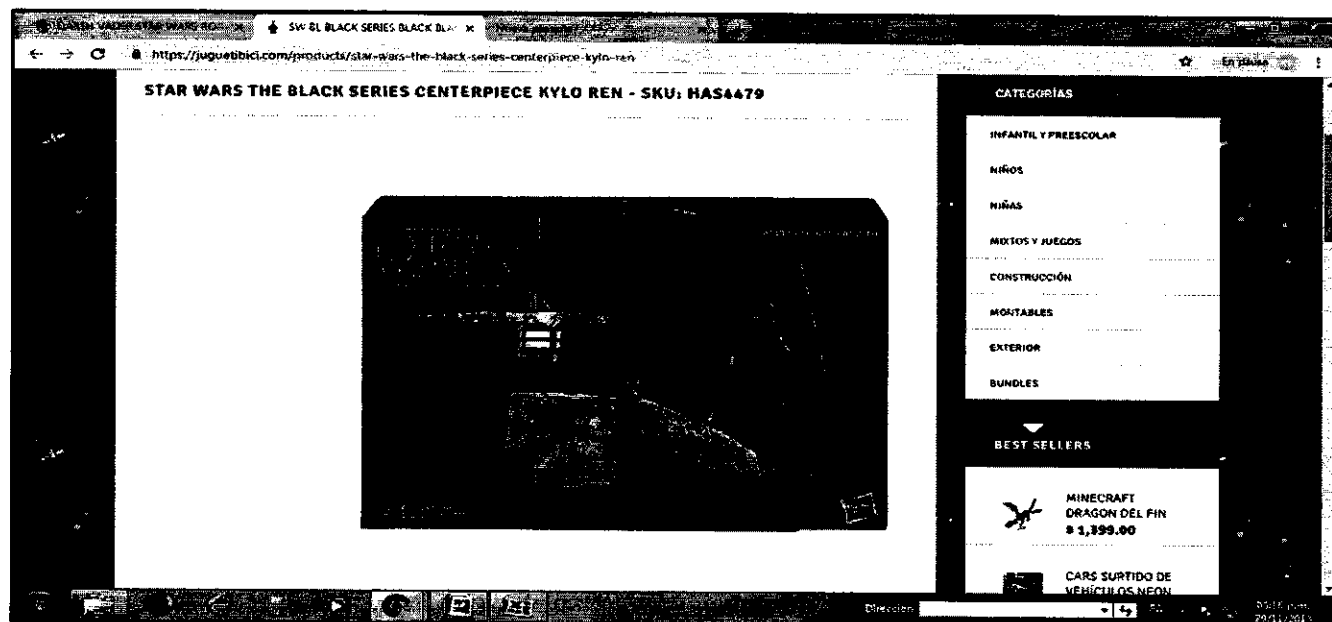 SW BL BLACK SERIES BLACK
https://juguetibici.com/products/star-wars-the-black-series-centerpiece-kylo-ren
En pausa
STAR WARS THE BLACK SERIES CENTERPIECE KYLO REN - SKU: HAS4479
CATEGORÍAS
INFANTIL Y PREESCOLAR
NIÑOS
NIÑAS
MIXTOS Y JUEGOS
CONSTRUCCIÓN
MONTABLES
EXTERIOR
BUNDLES
BEST SELLERS
MINECRAFT
DRAGON DEL FIN
$ 1,399.00
CARS SURTIDO DE
VEHÍCULOS NEON
Dirección